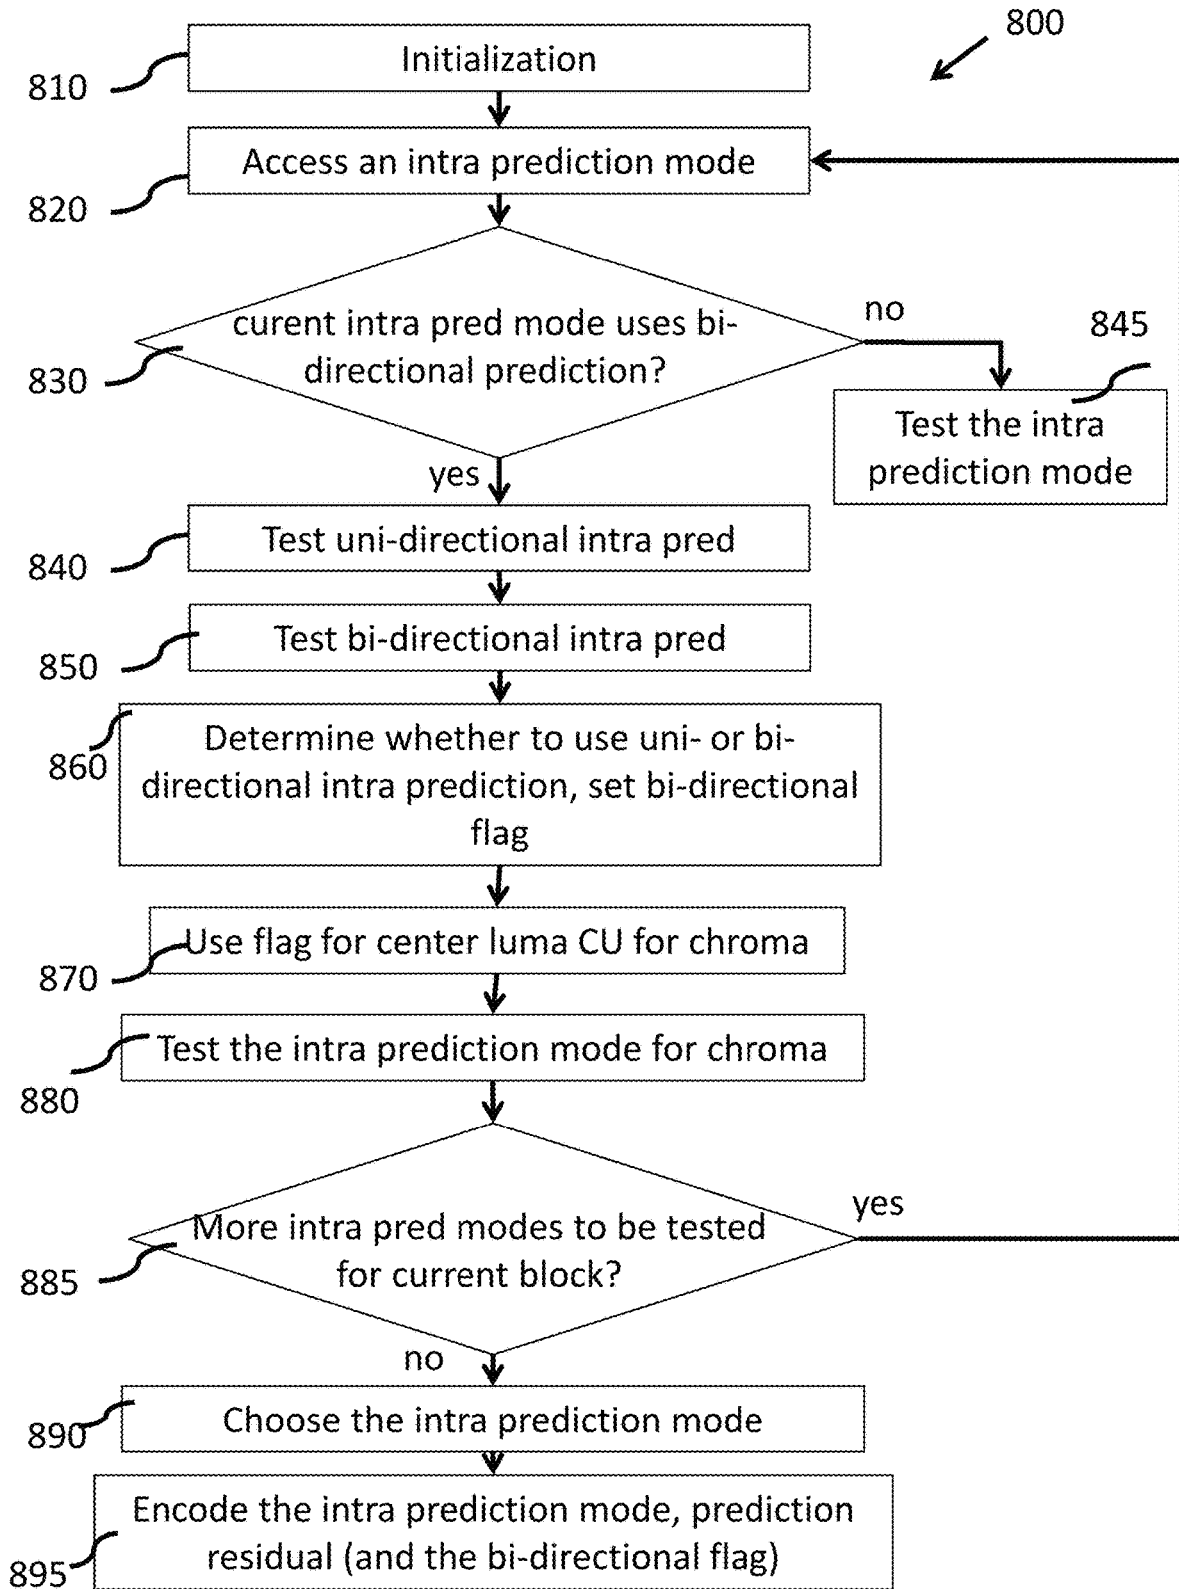 800
Initialization
810
Access an intra prediction mode
820
curent intra pred mode uses bi-
directional prediction?
830
no
845
Test the intra
prediction mode
yes
Test uni-directional intra pred
840
Test bi-directional intra pred
850
Determine whether to use uni- or bi-
directional intra prediction, set bi-directional
flag
860
Use flag for center luma CU for chroma
870
Test the intra prediction mode for chroma
880
More intra pred modes to be tested
for current block?
885
yes
no
Choose the intra prediction mode
890
Encode the intra prediction mode, prediction
residual (and the bi-directional flag)
895